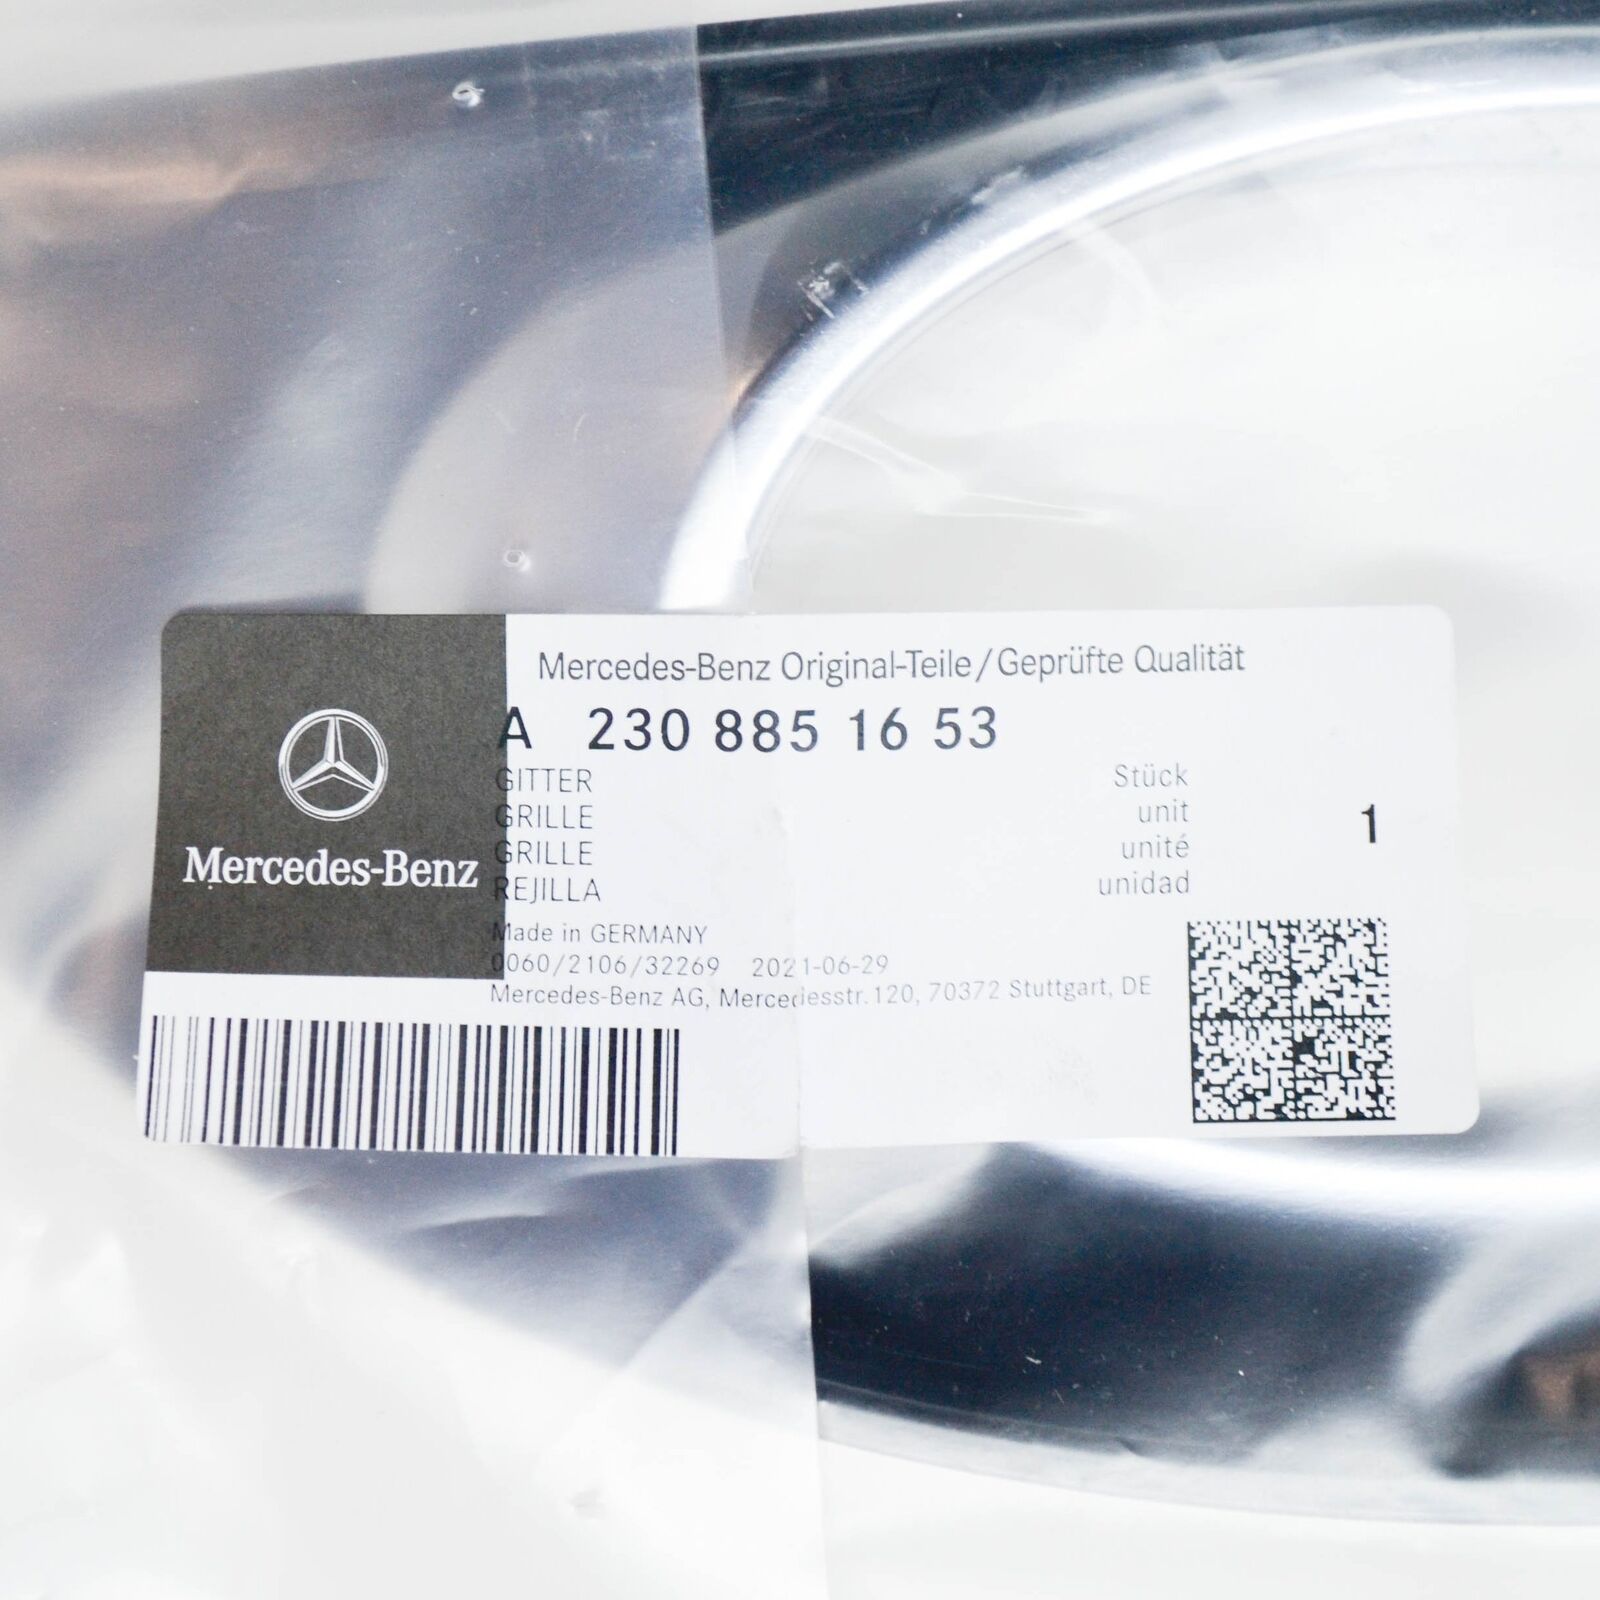 Mercedes-Benz Original-Teile/Geprüfte Qualität
A 230 885 16 53
GITTER
GRILLE
GRILLE
REJILLA
Stück
unit
unité
unidad
1
Mercedes-Benz
Made in GERMANY
0060/2106/32269 2021-06-29
Mercedes-Benz AG, Mercedesstr. 120, 70372 Stuttgart, DE